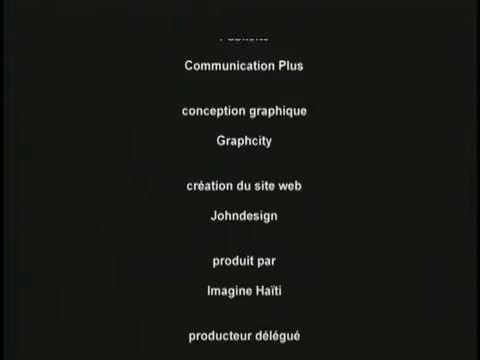 Communication Plus
conception graphique
Graphcity
création du site web
Johndesign
produit par
Imagine Haïti
producteur délégué